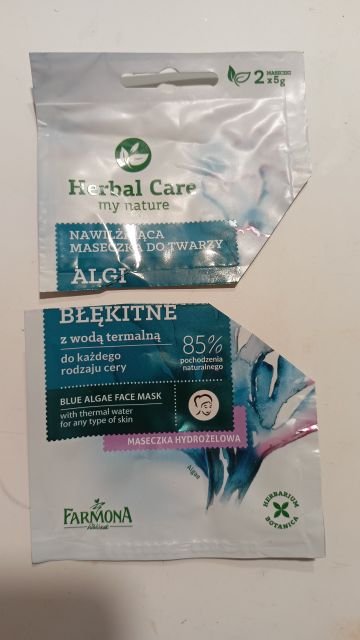 2 MASECZKI
x5g
Herbal Care
my nature
NAWILŻAJĄCA
MASECZKA DO TWARZY
ALGI
BŁĘKITNE
z wodą termalną
do każdego
rodzaju cery
85%
pochodzenia
naturalnego
BLUE ALGAE FACE MASK
with thermal water
for any type of skin
MASECZKA HYDROŻELOWA
Algae
FARMONA
HERBARIUM
BOTANICA